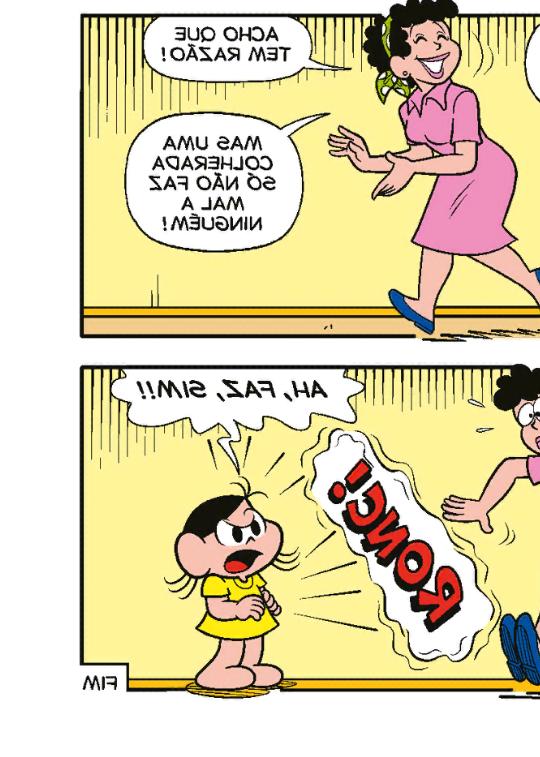 ACHO QUE
TEM RAZÃO!
MAS UMA
COLHERADA
SÓ NÃO FAZ
MAL A
NINGUÉM!
AH, FAZ, SIM!!
RONC!
FIM